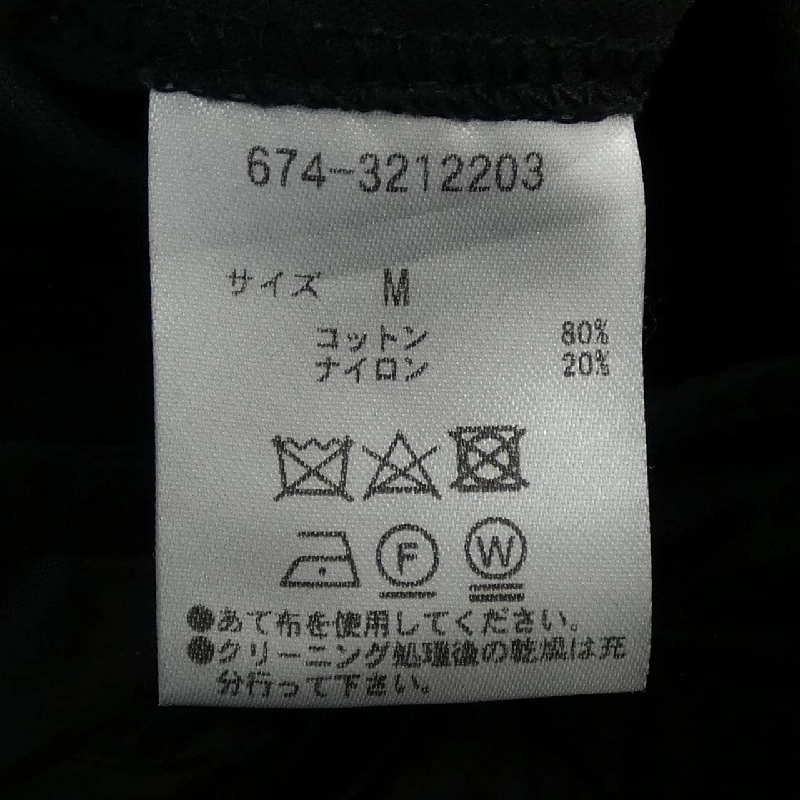 674-3212203
サイズ M
コットン 80%
ナイロン 20%
F W
●あて布を使用してください。
●クリーニング処理後の乾燥は充
分行って下さい。